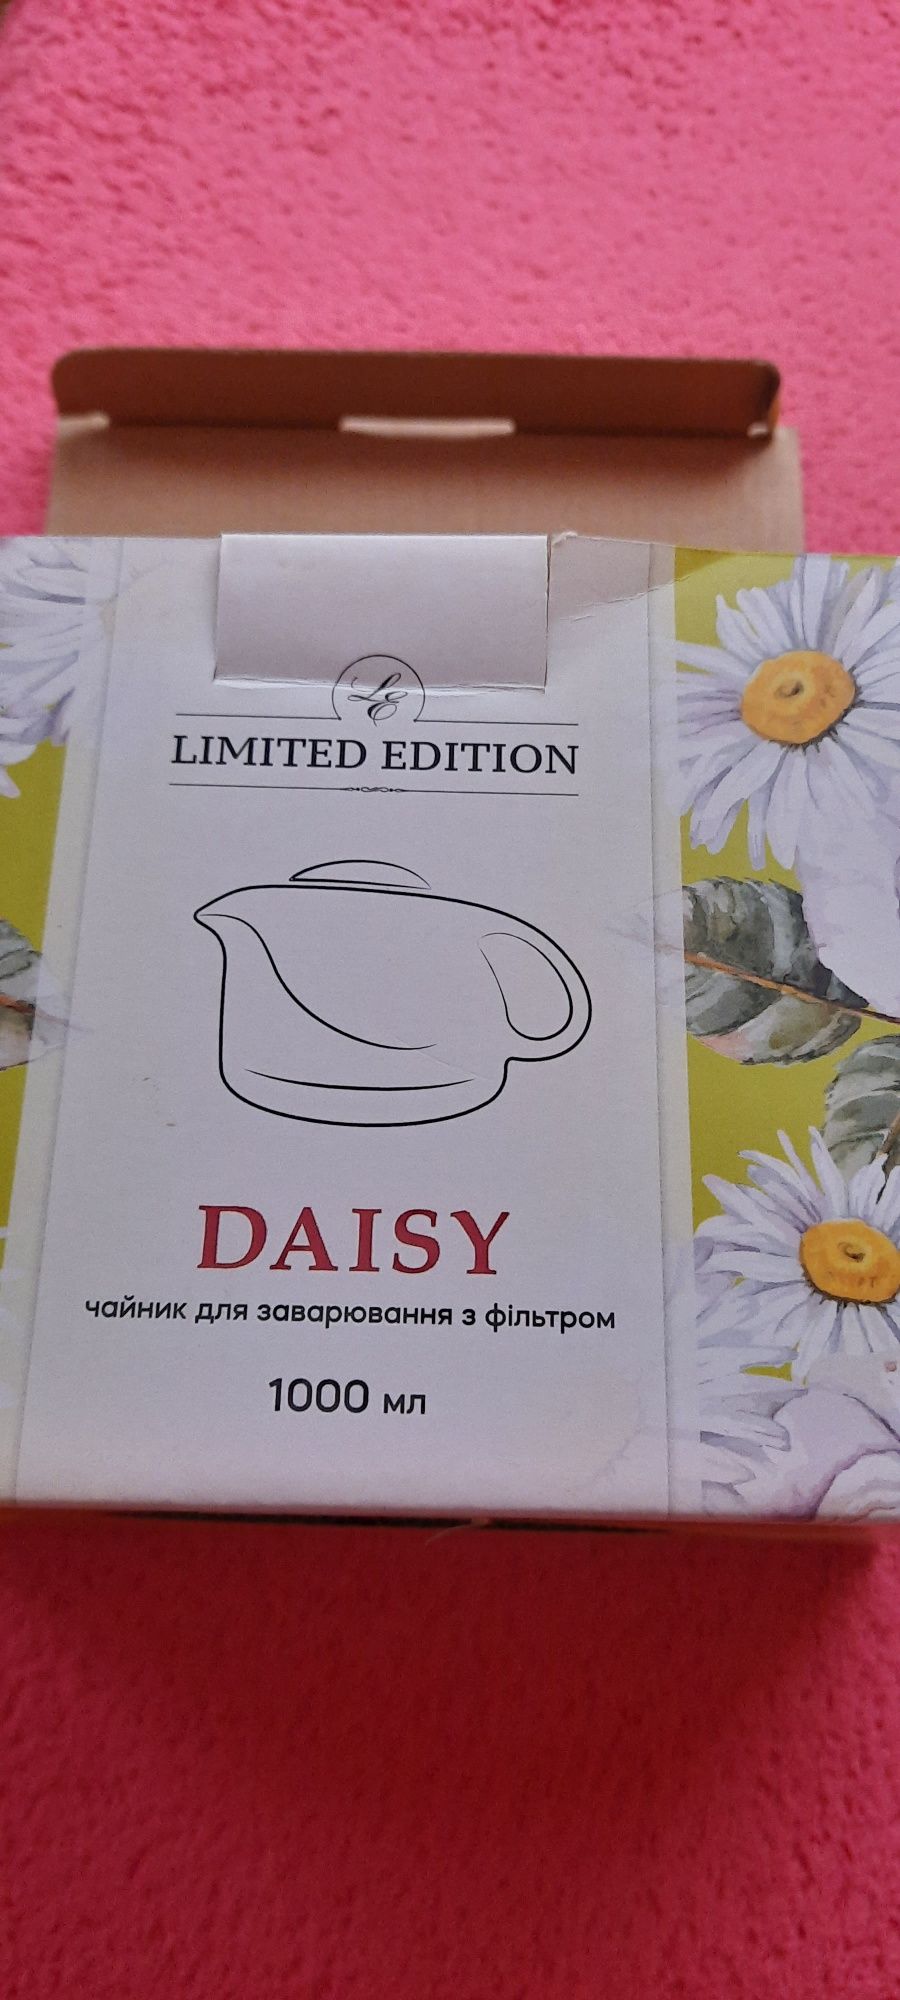 LE
LIMITED EDITION
DAISY
чайник для заварювання з фільтром
1000 мл